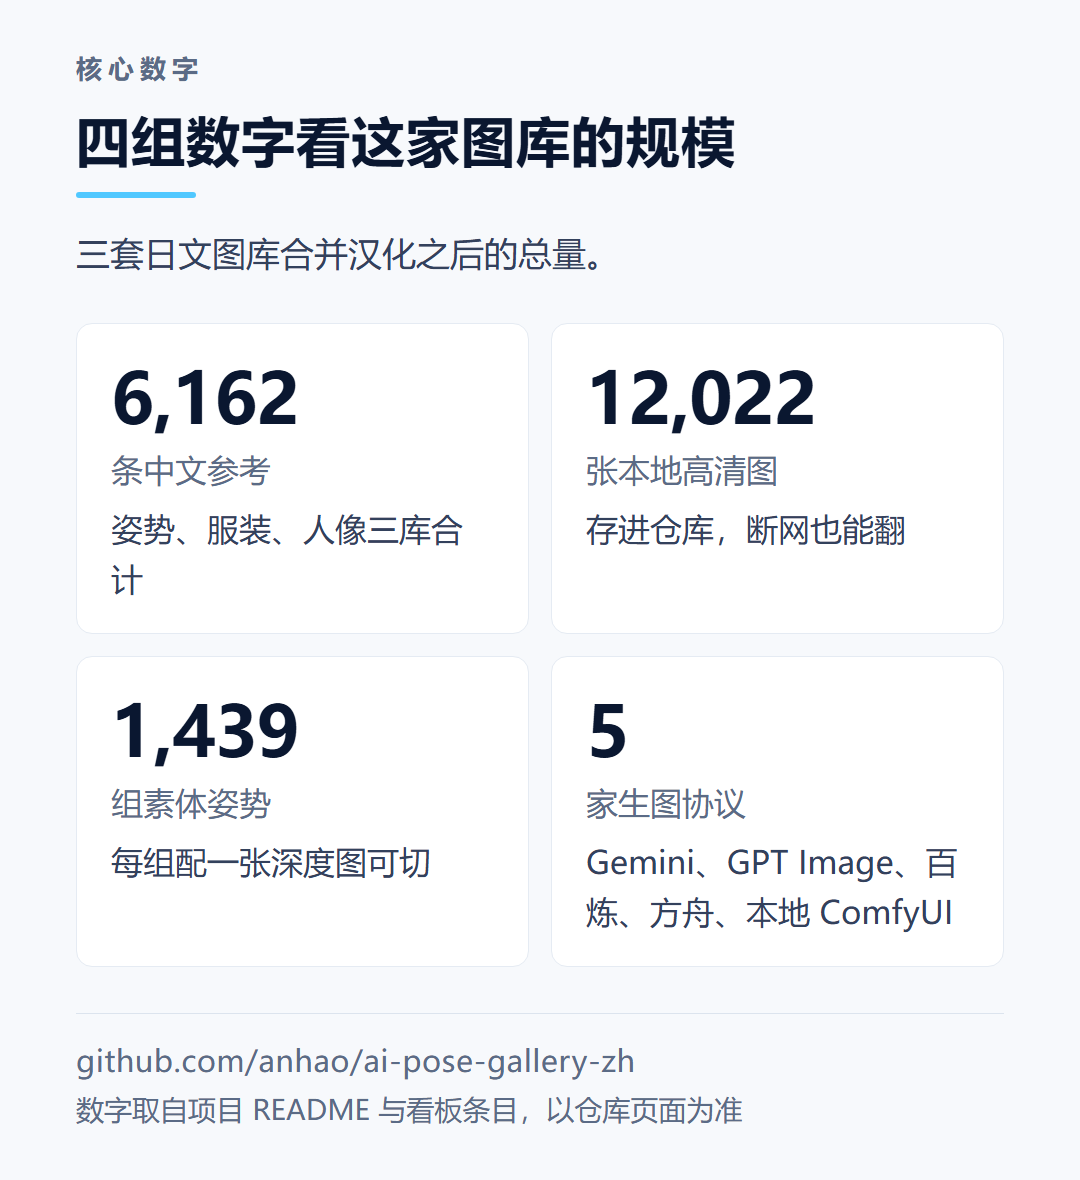 核心数字
四组数字看这家图库的规模
三套日文图库合并汉化之后的总量。
6,162
条中文参考
姿势、服装、人像三库合
计
12,022
张本地高清图
存进仓库，断网也能翻
1,439
组素体姿势
每组配一张深度图可切
5
家生图协议
Gemini、GPT Image、百
炼、方舟、本地 ComfyUI
github.com/anhao/ai-pose-gallery-zh
数字取自项目 README 与看板条目，以仓库页面为准